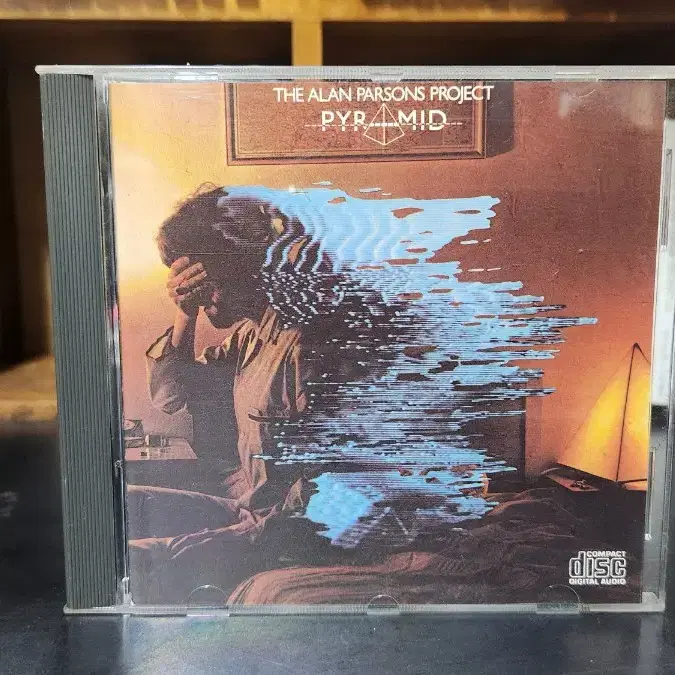 THE ALAN PARSONS PROJECT
PYRAMID
COMPACT
disc
DIGITAL AUDIO